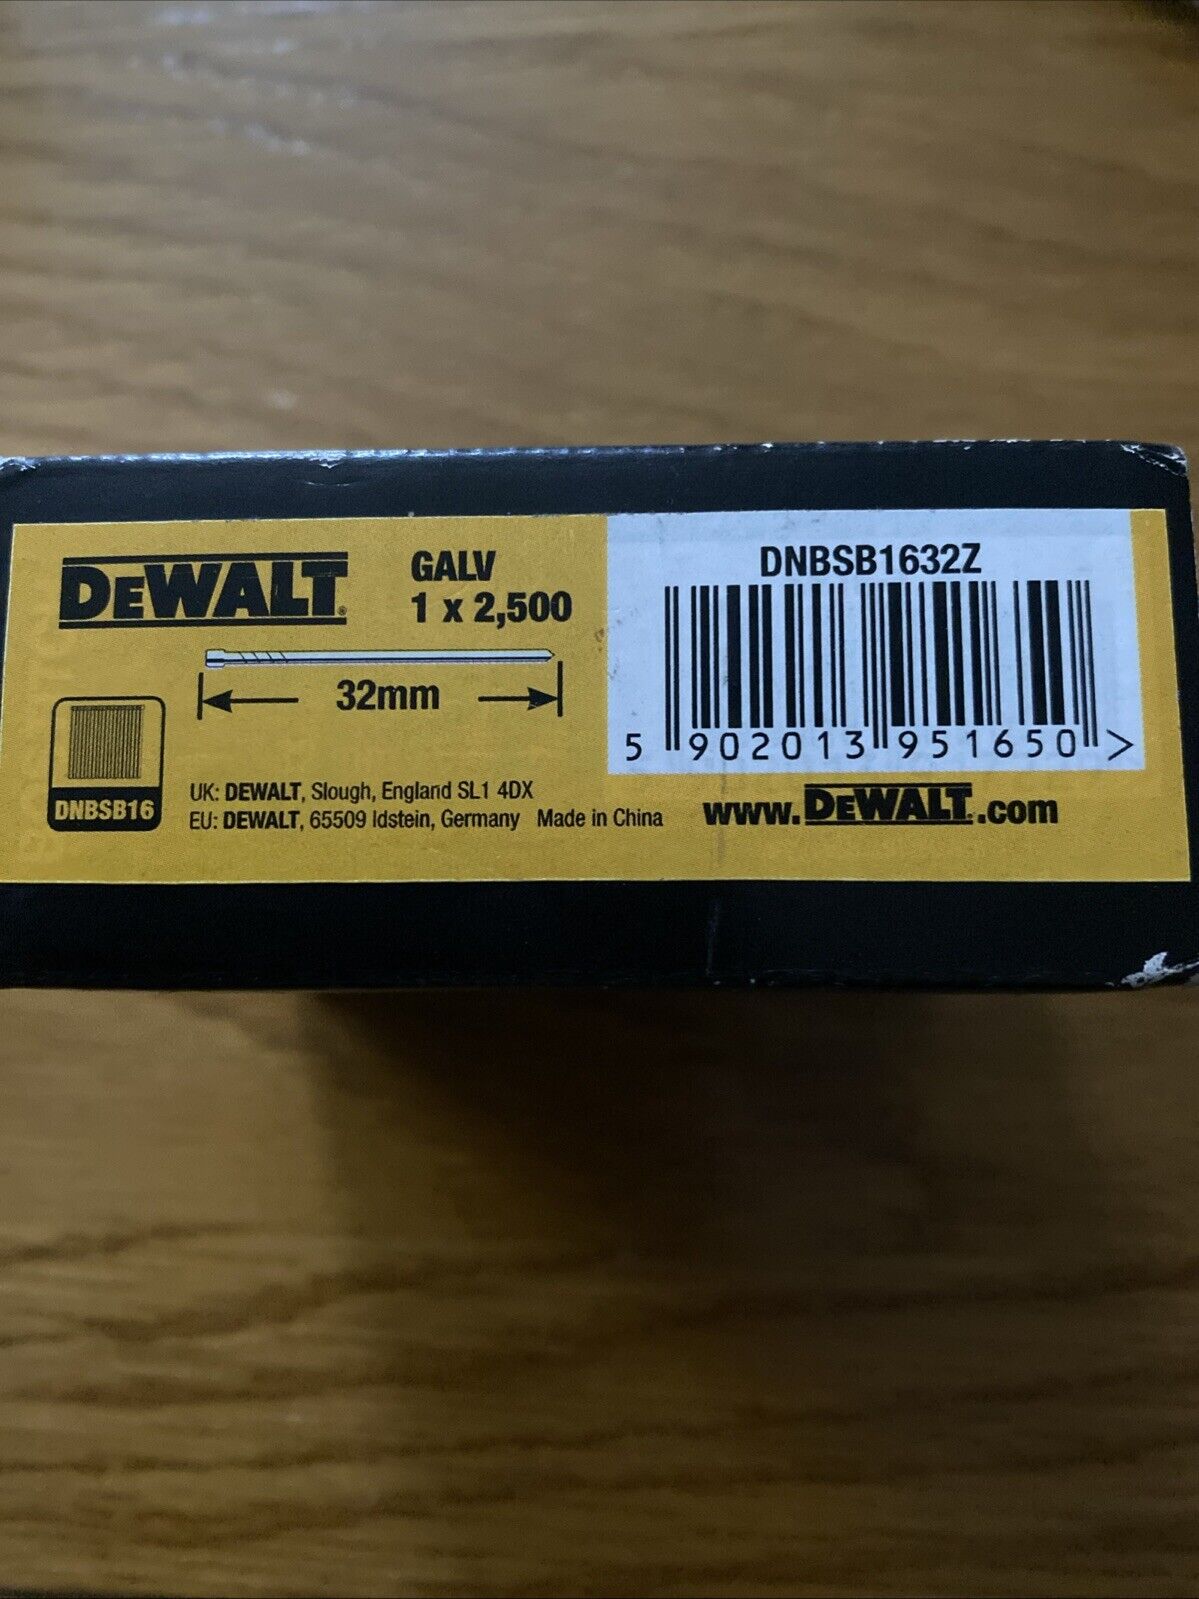 DEWALT®
GALV
1 x 2,500
32mm
DNBSB16
UK: DEWALT, Slough, England SL1 4DX
EU: DEWALT, 65509 Idstein, Germany Made in China
DNBSB1632Z
5 902013 951650 >
www.DEWALT.com